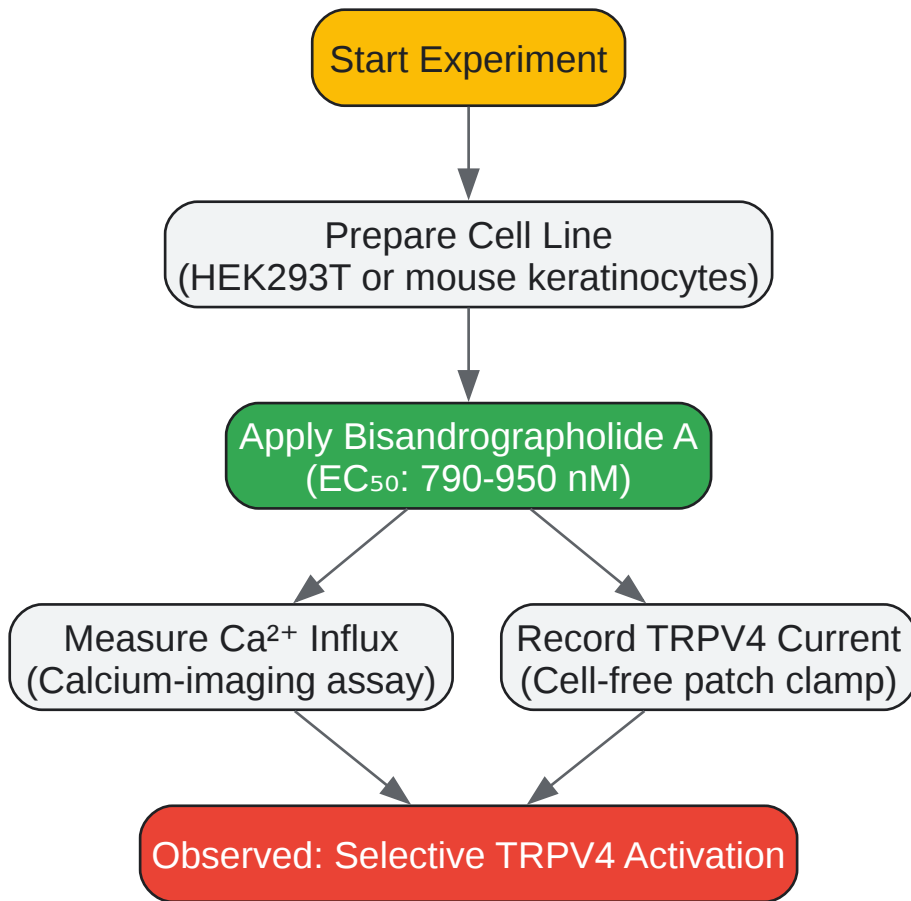 Start Experiment
Prepare Cell Line
(HEK293T or mouse keratinocytes)
Apply Bisandrographolide A
(EC₅₀: 790-950 nM)
Measure Ca²⁺ Influx
(Calcium-imaging assay)
Record TRPV4 Current
(Cell-free patch clamp)
Observed: Selective TRPV4 Activation